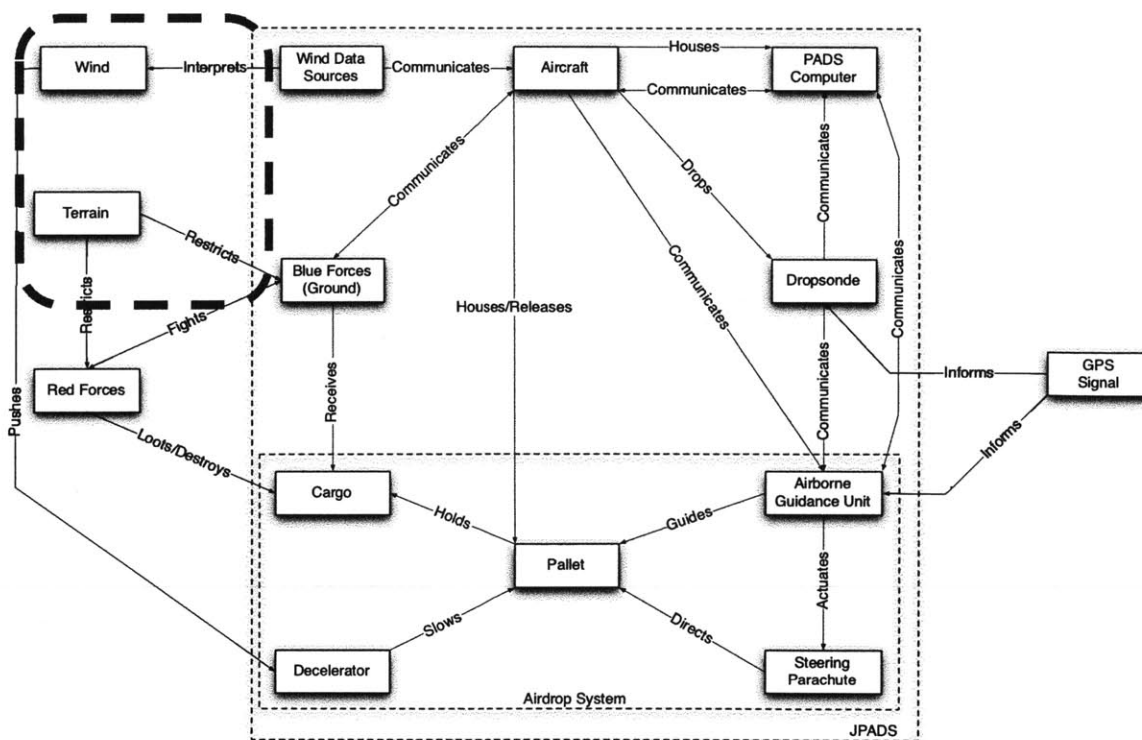 Wind
Interprets
Wind Data
Sources
Communicates
Aircraft
Houses
Communicates
PADS
Computer
Communicates
Drops
Communicates
Terrain
Restricts
Restricts
Blue Forces
(Ground)
Dropsonde
Communicates
Communicates
Houses/Releases
Fights
Red Forces
Receives
Communicates
Informs
GPS
Signal
Pushes
Loots/Destroys
Informs
Cargo
Airborne
Guidance Unit
Holds
Guides
Pallet
Actuates
Slows
Directs
Decelerator
Steering
Parachute
Airdrop System
JPADS